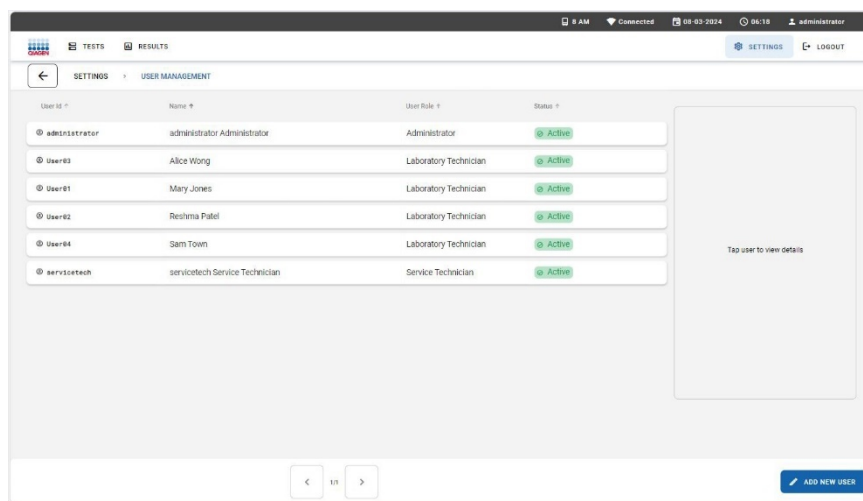 8 AM Connected 08-03-2024 06:18 administrator
QIAGEN TESTS RESULTS SETTINGS LOGOUT
SETTINGS › USER MANAGEMENT
User Id Name User Role Status
administrator administrator Administrator Administrator Active
User03 Alice Wong Laboratory Technician Active
User01 Mary Jones Laboratory Technician Active
User02 Reshma Patel Laboratory Technician Active
User04 Sam Town Laboratory Technician Active
servicetech servicetech Service Technician Service Technician Active
Tap user to view details
1/1
ADD NEW USER